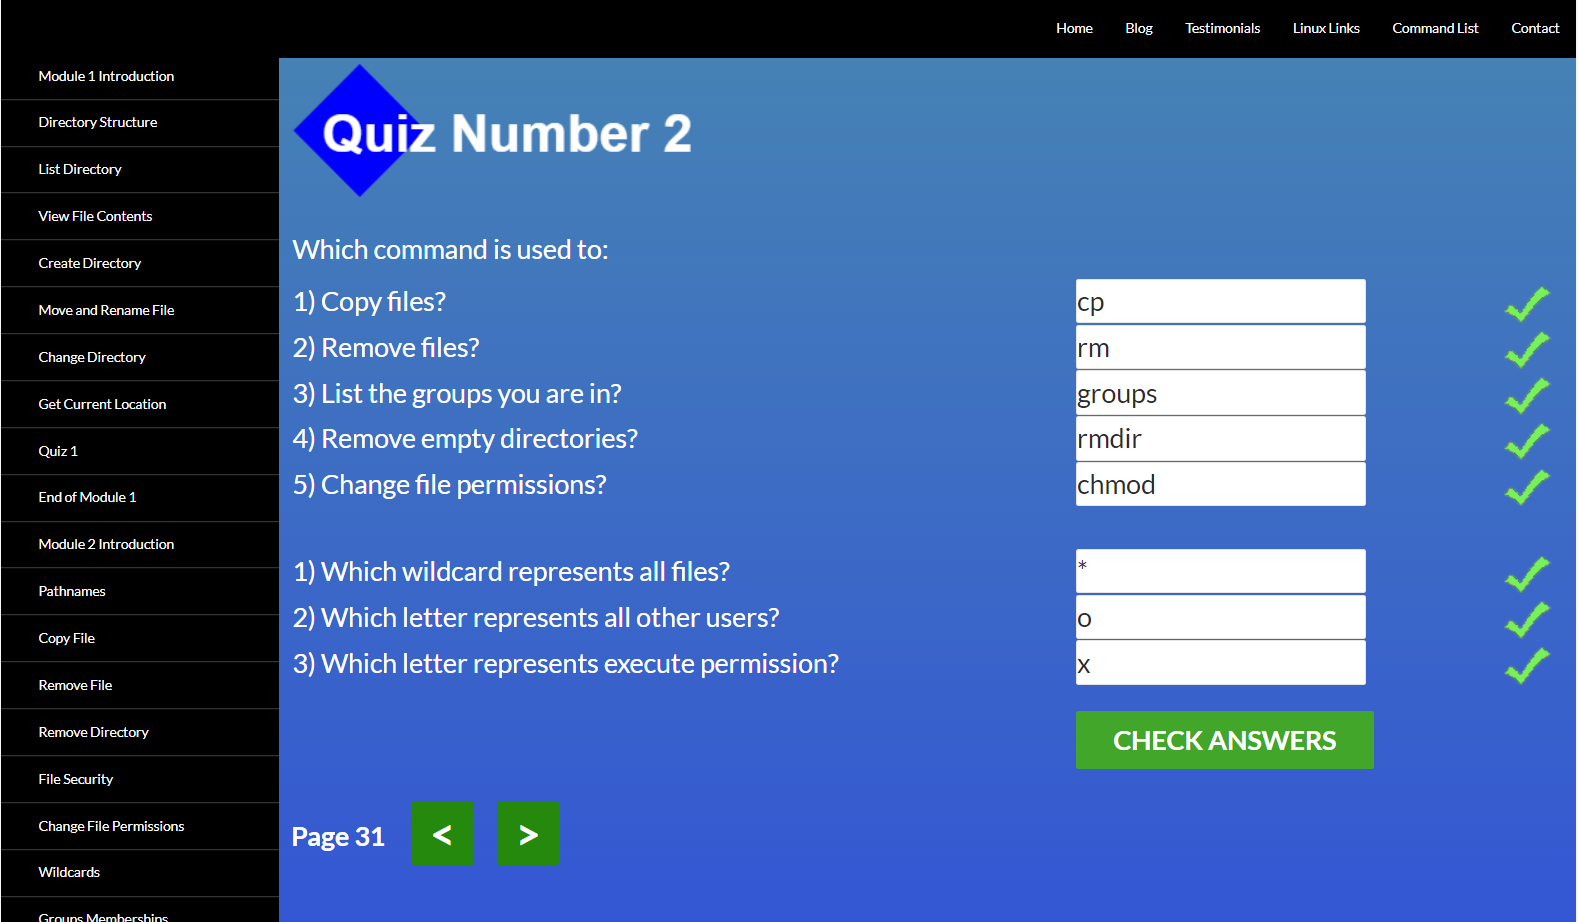 Home Blog Testimonials Linux Links Command List Contact
Module 1 Introduction
Directory Structure
List Directory
View File Contents
Create Directory
Move and Rename File
Change Directory
Get Current Location
Quiz 1
End of Module 1
Module 2 Introduction
Pathnames
Copy File
Remove File
Remove Directory
File Security
Change File Permissions
Wildcards
Groups Memberships
Quiz Number 2
Which command is used to:
1) Copy files? cp
2) Remove files? rm
3) List the groups you are in? groups
4) Remove empty directories? rmdir
5) Change file permissions? chmod
1) Which wildcard represents all files? *
2) Which letter represents all other users? o
3) Which letter represents execute permission? x
CHECK ANSWERS
Page 31 < >